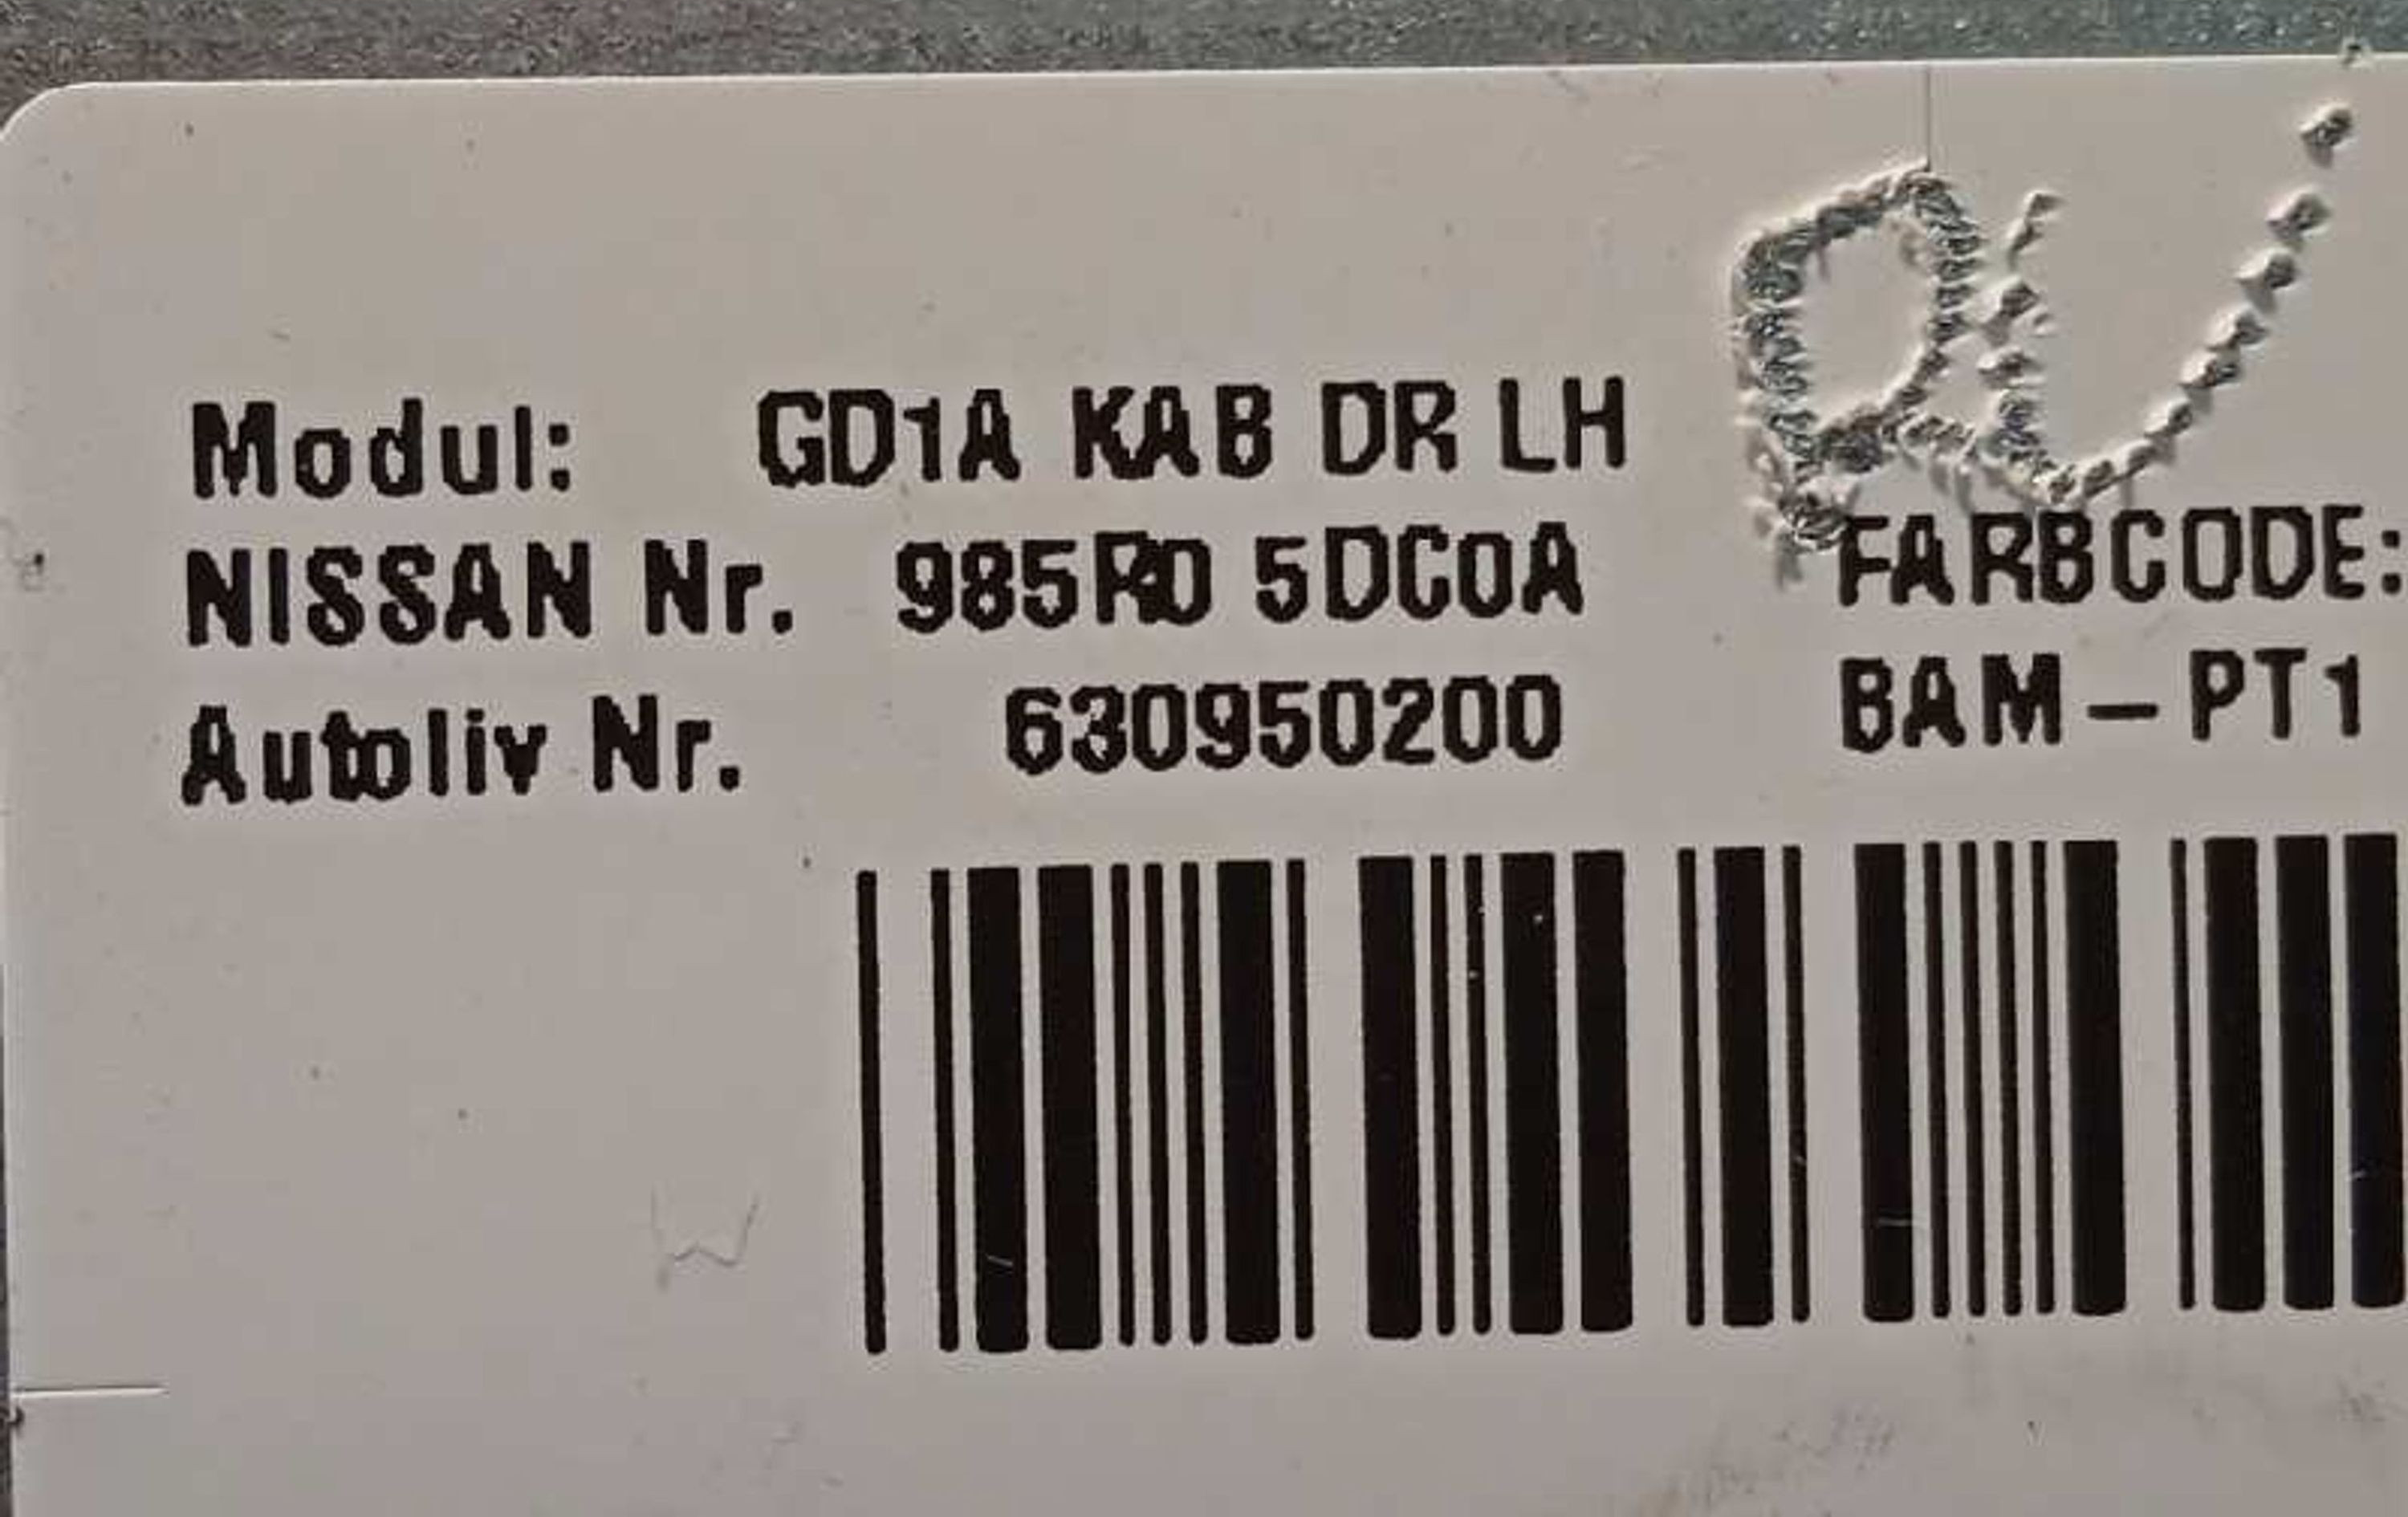 Modul: GD1A KAB DR LH
NISSAN Nr. 985R0 5DC0A FARBCODE:
Autoliv Nr. 630950200 BAM-PT1